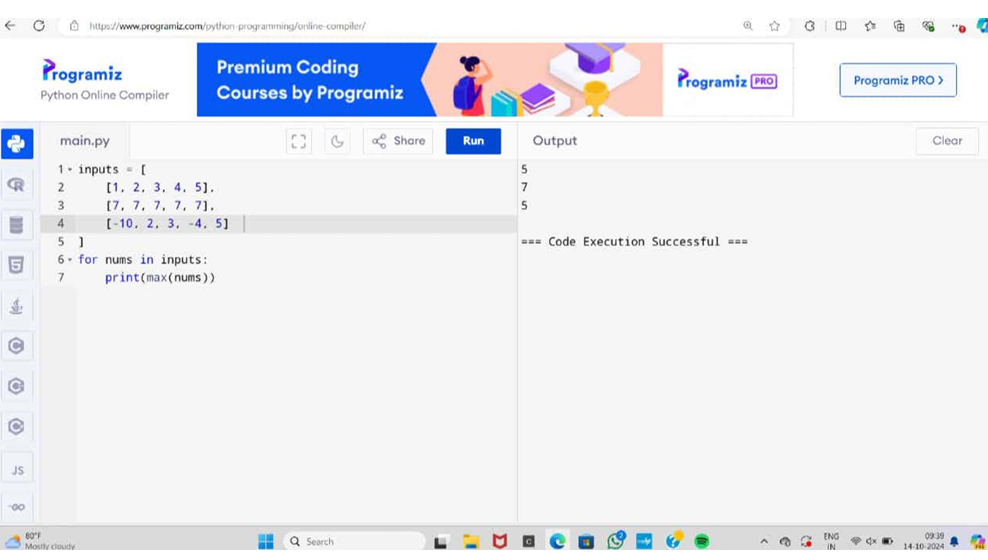 https://www.programiz.com/python-programming/online-compiler/
Programiz
Python Online Compiler
Premium Coding
Courses by Programiz
Programiz PRO
Programiz PRO >
main.py
Share
Run
Output
Clear
1 inputs = [
2 [1, 2, 3, 4, 5],
3 [7, 7, 7, 7, 7],
4 [-10, 2, 3, -4, 5]
5 ]
6 for nums in inputs:
7 print(max(nums))
5
7
5
=== Code Execution Successful ===
JS
GO
80°F
Mostly cloudy
Search
2
ENG
IN
09:39
14-10-2024